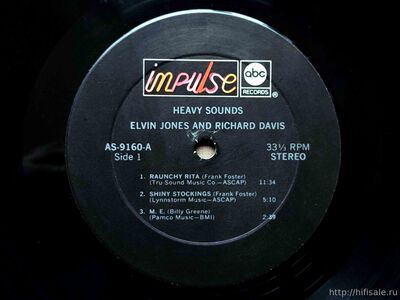 impulse
abc
RECORDS
®
HEAVY SOUNDS
ELVIN JONES AND RICHARD DAVIS
AS-9160-A
Side 1
33⅓ RPM
STEREO
1. RAUNCHY RITA (Frank Foster)
(Tru-Sound Music Co—ASCAP) 11:34
2. SHINY STOCKINGS (Frank Foster)
(Lynnstorm Music—ASCAP) 5:10
3. M. E. (Billy Greene)
(Pamco Music—BMI) 2:39
http://hifisale.ru